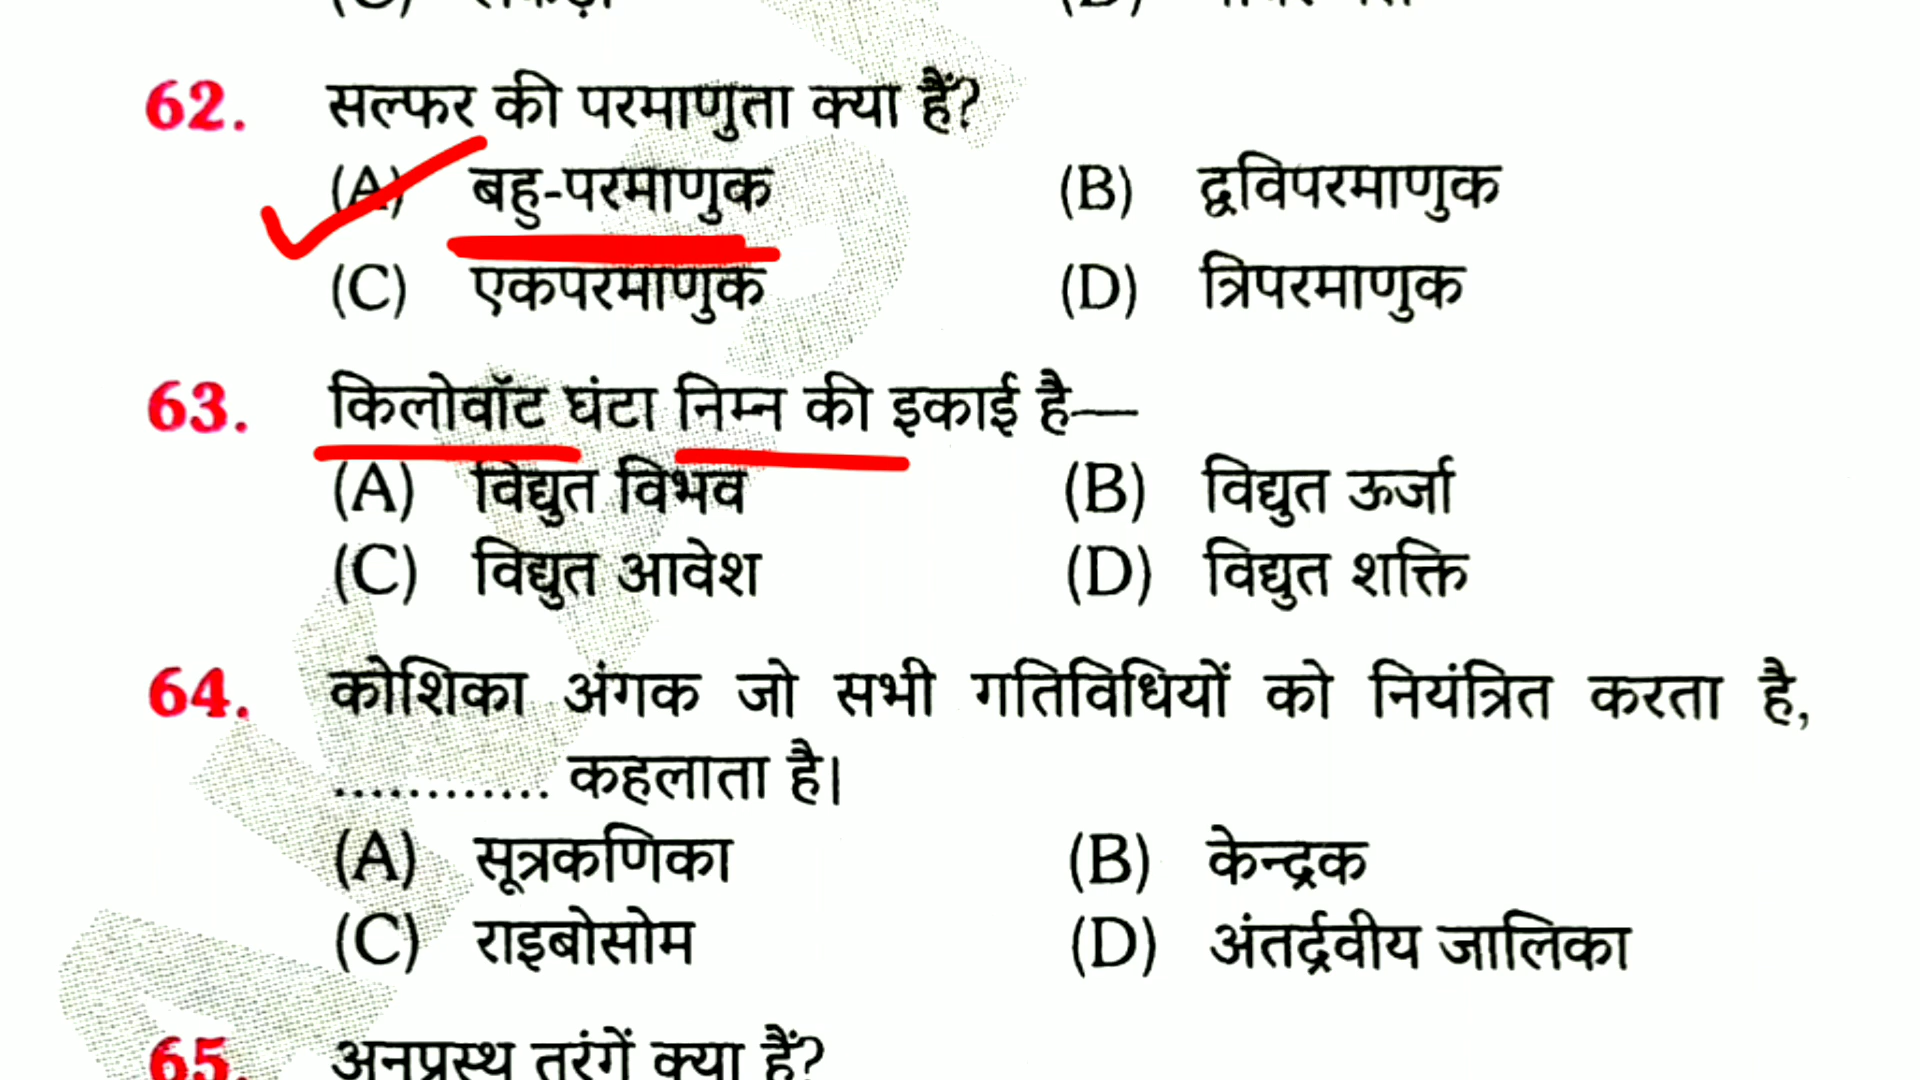 62. सल्फर की परमाणुता क्या हैं?
(A) बहु-परमाणुक (B) द्वविपरमाणुक
(C) एकपरमाणुक (D) त्रिपरमाणुक
63. किलोवॉट घंटा निम्न की इकाई है—
(A) विद्युत विभव (B) विद्युत ऊर्जा
(C) विद्युत आवेश (D) विद्युत शक्ति
64. कोशिका अंगक जो सभी गतिविधियों को नियंत्रित करता है,
............ कहलाता है।
(A) सूत्रकणिका (B) केन्द्रक
(C) राइबोसोम (D) अंतर्द्रवीय जालिका
65. अनुप्रस्थ तरंगें क्या हैं?